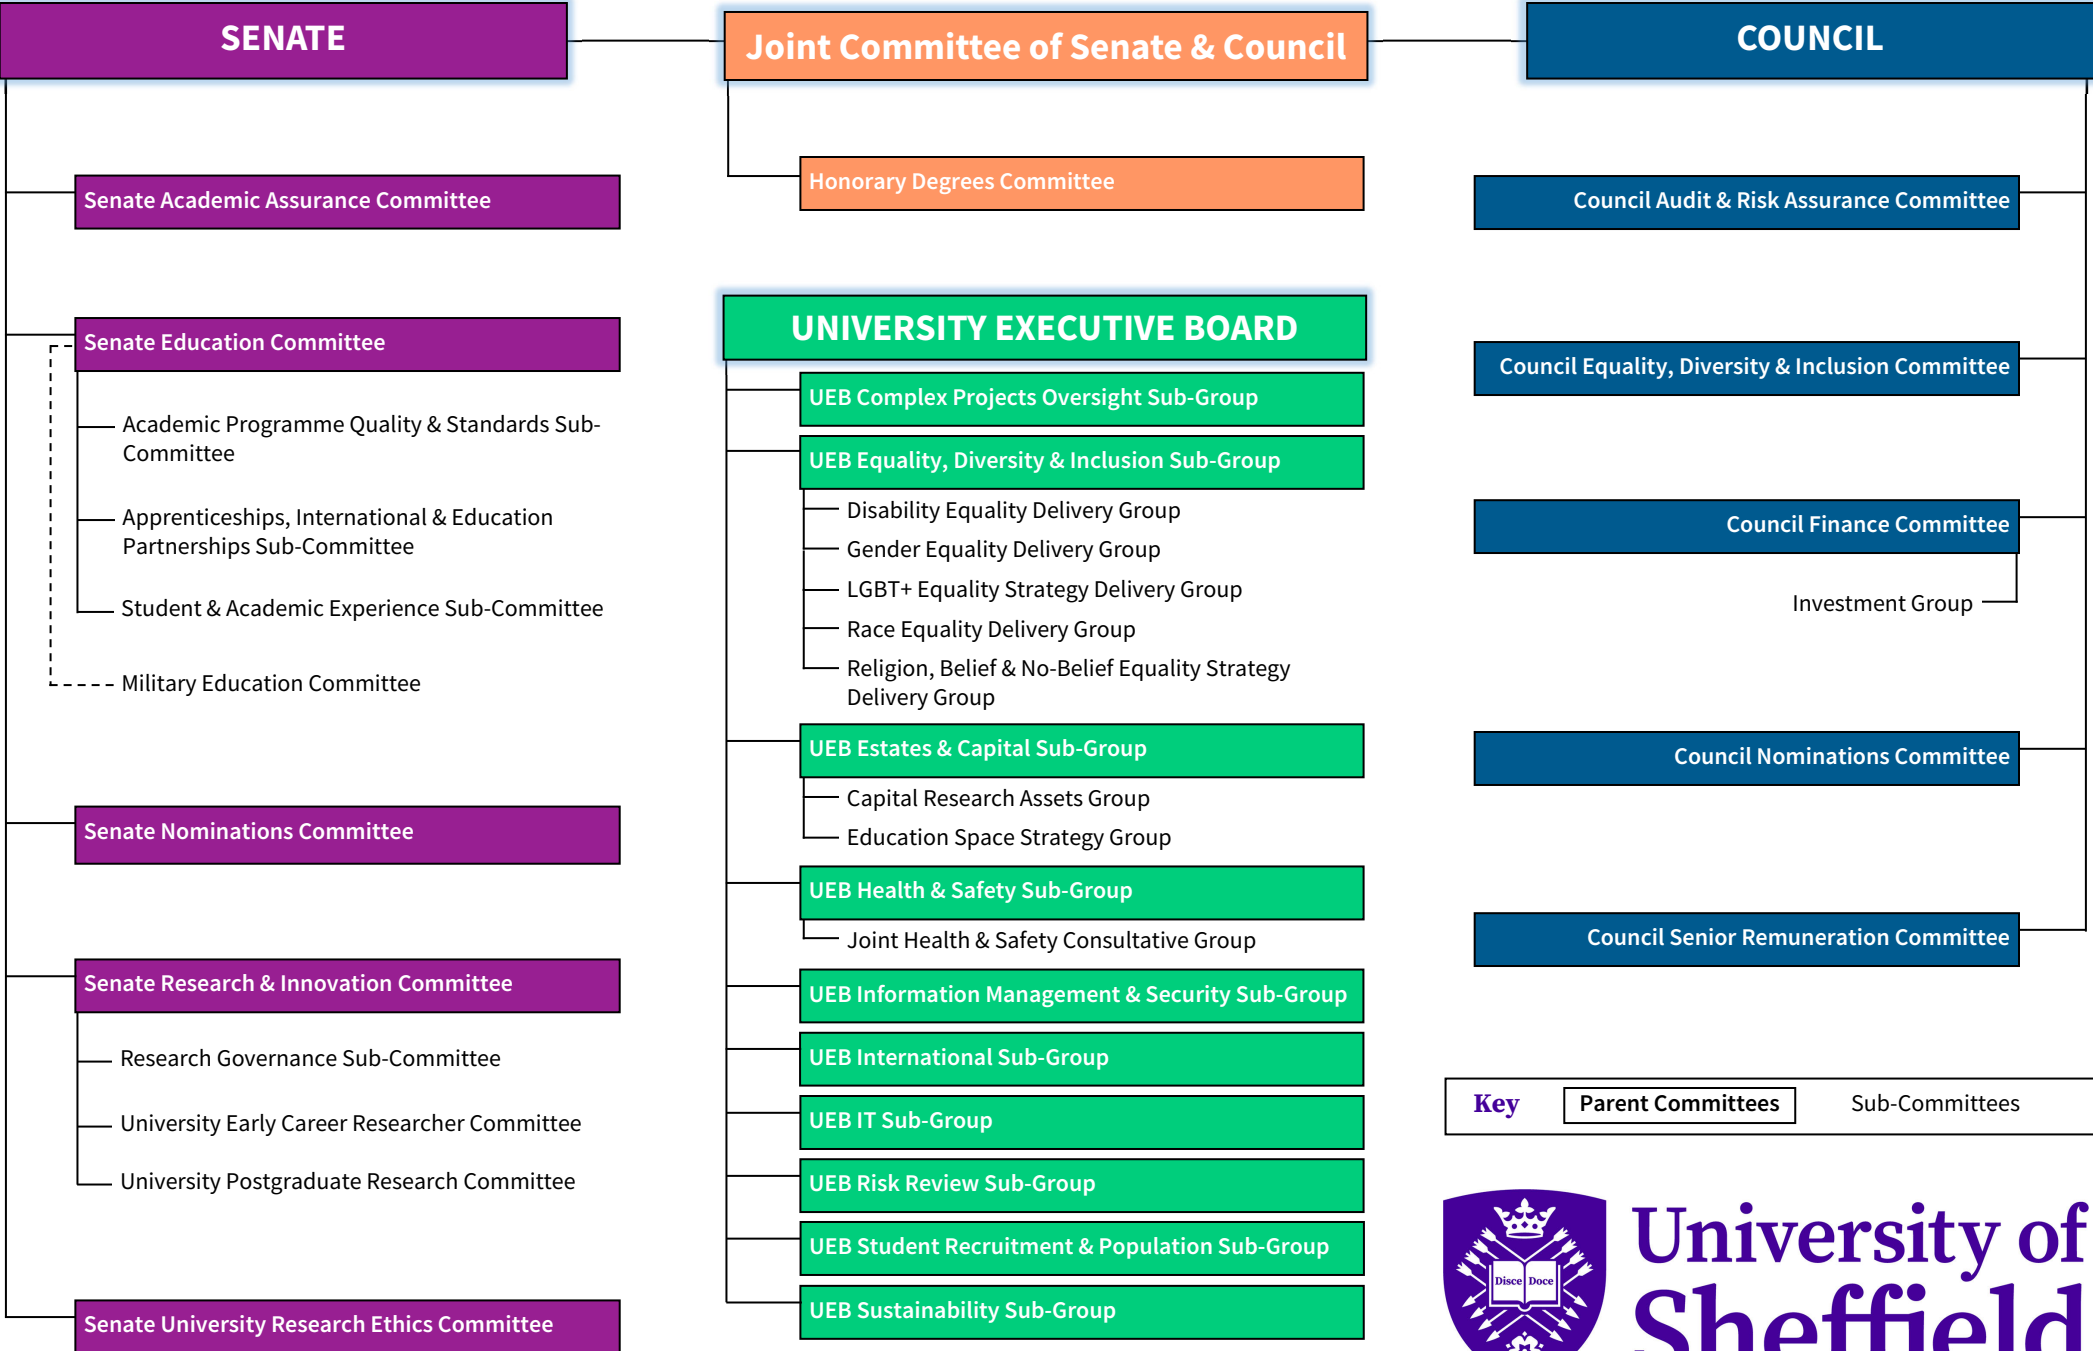 SENATE
Senate Academic Assurance Committee
Senate Education Committee
Academic Programme Quality & Standards Sub-
Committee
Apprenticeships, International & Education
Partnerships Sub-Committee
Student & Academic Experience Sub-Committee
Military Education Committee
Senate Nominations Committee
Senate Research & Innovation Committee
Research Governance Sub-Committee
University Early Career Researcher Committee
University Postgraduate Research Committee
Senate University Research Ethics Committee
Joint Committee of Senate & Council
Honorary Degrees Committee
UNIVERSITY EXECUTIVE BOARD
UEB Complex Projects Oversight Sub-Group
UEB Equality, Diversity & Inclusion Sub-Group
Disability Equality Delivery Group
Gender Equality Delivery Group
LGBT+ Equality Strategy Delivery Group
Race Equality Delivery Group
Religion, Belief & No-Belief Equality Strategy
Delivery Group
UEB Estates & Capital Sub-Group
Capital Research Assets Group
Education Space Strategy Group
UEB Health & Safety Sub-Group
Joint Health & Safety Consultative Group
UEB Information Management & Security Sub-Group
UEB International Sub-Group
UEB IT Sub-Group
UEB Risk Review Sub-Group
UEB Student Recruitment & Population Sub-Group
UEB Sustainability Sub-Group
COUNCIL
Council Audit & Risk Assurance Committee
Council Equality, Diversity & Inclusion Committee
Council Finance Committee
Investment Group
Council Nominations Committee
Council Senior Remuneration Committee
Key Parent Committees Sub-Committees
Disce Doce
University of
Sheffield